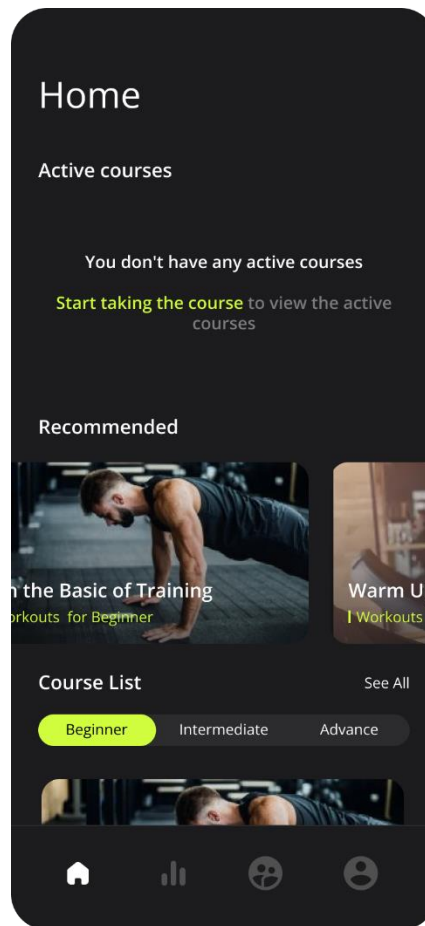 Home
Active courses
You don't have any active courses
Start taking the course to view the active
courses
Recommended
the Basic of Training
for Beginner
Warm U
Workouts
Course List
See All
Beginner
Intermediate
Advance